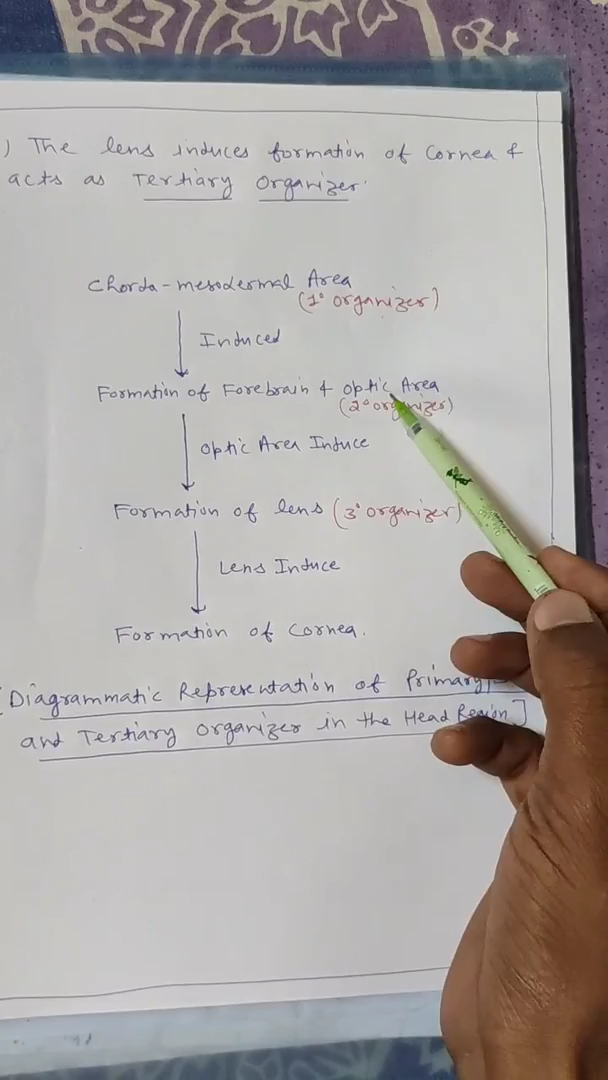 ) The lens induces formation of Cornea &
acts as Tertiary Organizer.
Chorda-mesodermal Area
(1° organizer)
Induced
Formation of Forebrain & Optic Area
(2° organizer)
Optic Area Induce
Formation of lens (3° organizer)
Lens Induce
Formation of Cornea.
[Diagrammatic Representation of Primary,
and Tertiary Organizer in the Head Region]